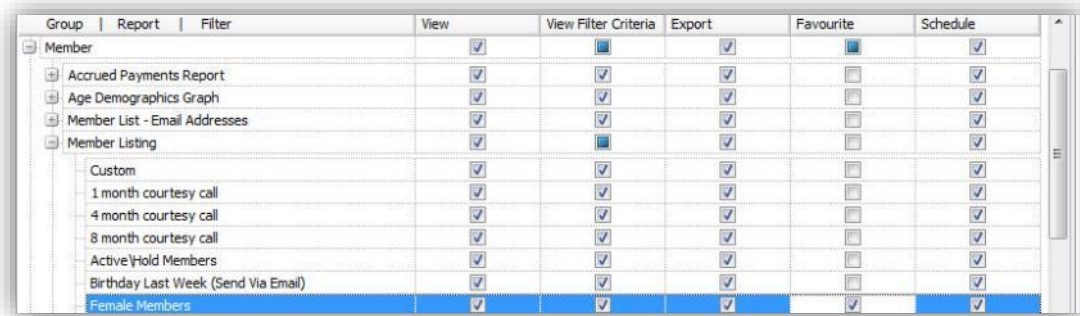 Group | Report | Filter View View Filter Criteria Export Favourite Schedule
Member
Accrued Payments Report
Age Demographics Graph
Member List - Email Addresses
Member Listing
Custom
1 month courtesy call
4 month courtesy call
8 month courtesy call
Active\Hold Members
Birthday Last Week (Send Via Email)
Female Members